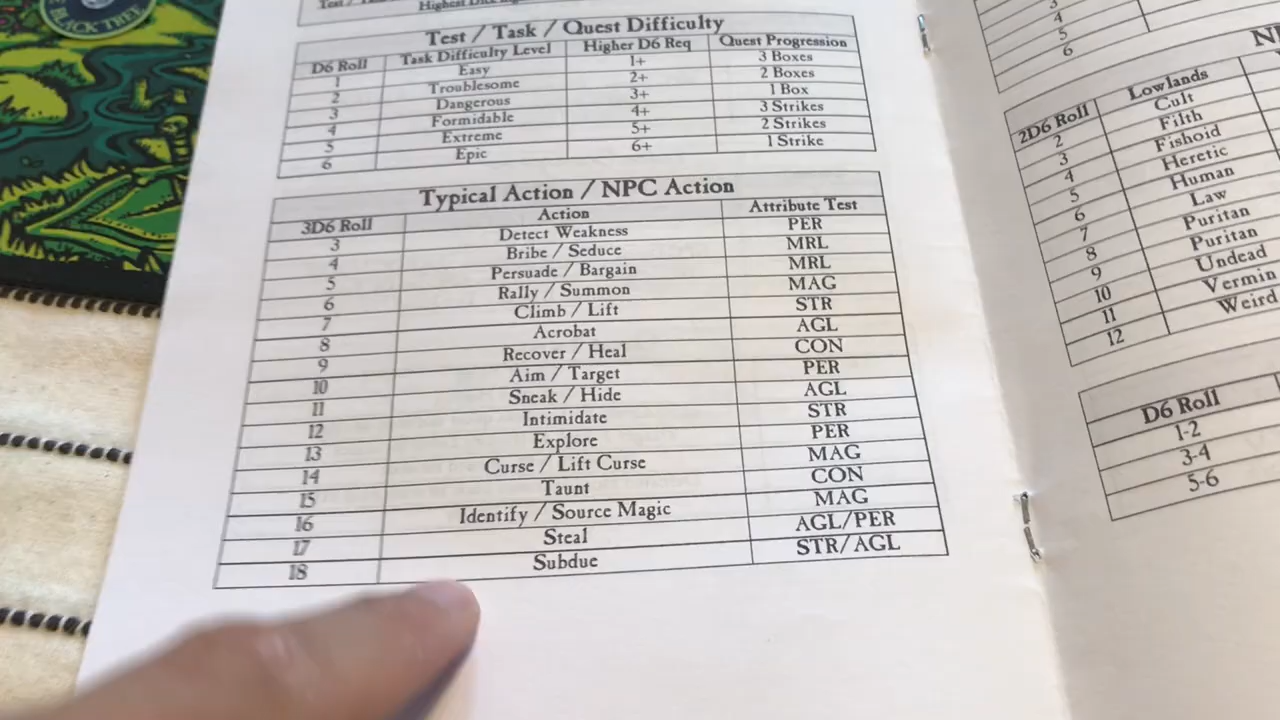 BLACK TREE
Test / Task / Quest Difficulty
D6 Roll Task Difficulty Level Higher D6 Req Quest Progression
1 Easy 1+ 3 Boxes
2 Troublesome 2+ 2 Boxes
3 Dangerous 3+ 1 Box
4 Formidable 4+ 3 Strikes
5 Extreme 5+ 2 Strikes
6 Epic 6+ 1 Strike
Typical Action / NPC Action
3D6 Roll Action Attribute Test
3 Detect Weakness PER
4 Bribe / Seduce MRL
5 Persuade / Bargain MRL
6 Rally / Summon MAG
7 Climb / Lift STR
8 Acrobat AGL
9 Recover / Heal CON
10 Aim / Target PER
11 Sneak / Hide AGL
12 Intimidate STR
13 Explore PER
14 Curse / Lift Curse MAG
15 Taunt CON
16 Identify / Source Magic MAG
17 Steal AGL/PER
18 Subdue STR/AGL
4
5
6
2D6 Roll Lowlands
2 Cult
3 Filth
4 Fishoid
5 Heretic
6 Human
7 Law
8 Puritan
9 Puritan
10 Undead
11 Vermin
12 Weird
D6 Roll
1-2
3-4
5-6